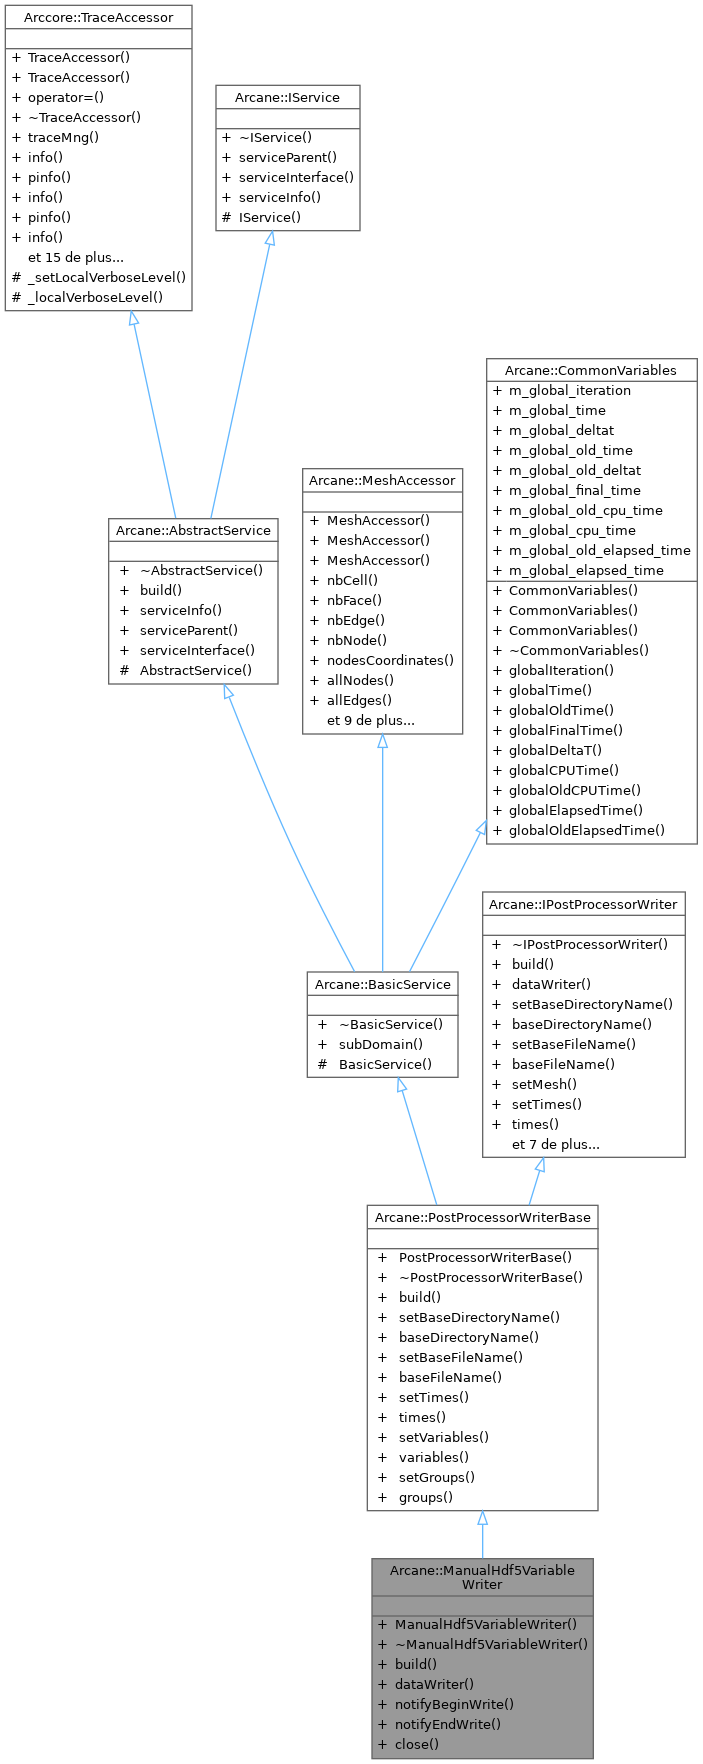 Arccore::TraceAccessor
+ TraceAccessor()
+ TraceAccessor()
+ operator=()
+ ~TraceAccessor()
+ traceMng()
+ info()
+ pinfo()
+ info()
+ pinfo()
+ info()
et 15 de plus...
# _setLocalVerboseLevel()
# _localVerboseLevel()
Arcane::IService
+ ~IService()
+ serviceParent()
+ serviceInterface()
+ serviceInfo()
# IService()
Arcane::CommonVariables
+ m_global_iteration
+ m_global_time
+ m_global_deltat
+ m_global_old_time
+ m_global_old_deltat
+ m_global_final_time
+ m_global_old_cpu_time
+ m_global_cpu_time
+ m_global_old_elapsed_time
+ m_global_elapsed_time
+ CommonVariables()
+ CommonVariables()
+ CommonVariables()
+ ~CommonVariables()
+ globalIteration()
+ globalTime()
+ globalOldTime()
+ globalFinalTime()
+ globalDeltaT()
+ globalCPUTime()
+ globalOldCPUTime()
+ globalElapsedTime()
+ globalOldElapsedTime()
Arcane::MeshAccessor
+ MeshAccessor()
+ MeshAccessor()
+ MeshAccessor()
+ nbCell()
+ nbFace()
+ nbEdge()
+ nbNode()
+ nodesCoordinates()
+ allNodes()
+ allEdges()
et 9 de plus...
Arcane::AbstractService
+ ~AbstractService()
+ build()
+ serviceInfo()
+ serviceParent()
+ serviceInterface()
# AbstractService()
Arcane::IPostProcessorWriter
+ ~IPostProcessorWriter()
+ build()
+ dataWriter()
+ setBaseDirectoryName()
+ baseDirectoryName()
+ setBaseFileName()
+ baseFileName()
+ setMesh()
+ setTimes()
+ times()
et 7 de plus...
Arcane::BasicService
+ ~BasicService()
+ subDomain()
# BasicService()
Arcane::PostProcessorWriterBase
+ PostProcessorWriterBase()
+ ~PostProcessorWriterBase()
+ build()
+ setBaseDirectoryName()
+ baseDirectoryName()
+ setBaseFileName()
+ baseFileName()
+ setTimes()
+ times()
+ setVariables()
+ variables()
+ setGroups()
+ groups()
Arcane::ManualHdf5Variable
Writer
+ ManualHdf5VariableWriter()
+ ~ManualHdf5VariableWriter()
+ build()
+ dataWriter()
+ notifyBeginWrite()
+ notifyEndWrite()
+ close()